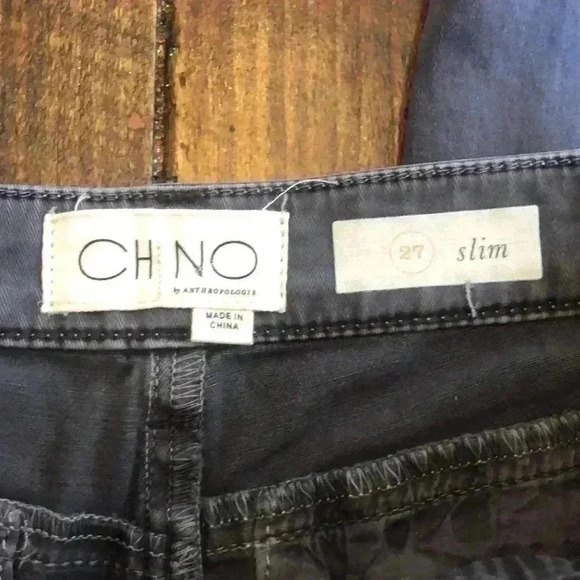 CHINO
by ANTHROPOLOGIE
MADE IN
CHINA
27 slim